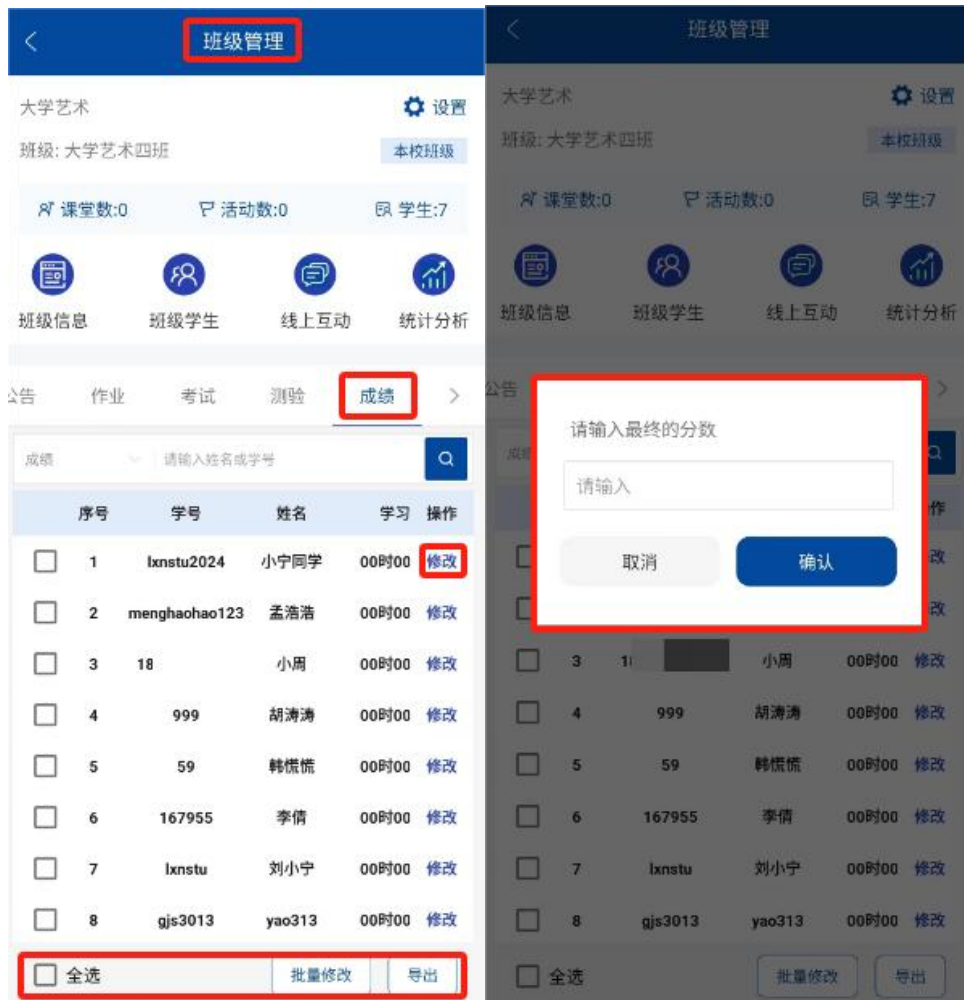 班级管理
大学艺术 设置
班级: 大学艺术四班 本校班级
课堂数:0 活动数:0 学生:7
班级信息 班级学生 线上互动 统计分析
公告 作业 考试 测验 成绩
成绩 请输入姓名或学号
序号 学号 姓名 学习 操作
1 lxnstu2024 小宁同学 00时00 修改
2 menghaohao123 孟浩浩 00时00 修改
3 18 小周 00时00 修改
4 999 胡涛涛 00时00 修改
5 59 韩慌慌 00时00 修改
6 167955 李倩 00时00 修改
7 lxnstu 刘小宁 00时00 修改
8 gjs3013 yao313 00时00 修改
全选 批量修改 导出
班级管理
大学艺术 设置
班级: 大学艺术四班 本校班级
课堂数:0 活动数:0 学生:7
班级信息 班级学生 线上互动 统计分析
公告
请输入最终的分数
请输入
取消 确认
作
改
改
3 18 小周 00时00 修改
4 999 胡涛涛 00时00 修改
5 59 韩慌慌 00时00 修改
6 167955 李倩 00时00 修改
7 lxnstu 刘小宁 00时00 修改
8 gjs3013 yao313 00时00 修改
全选 批量修改 导出